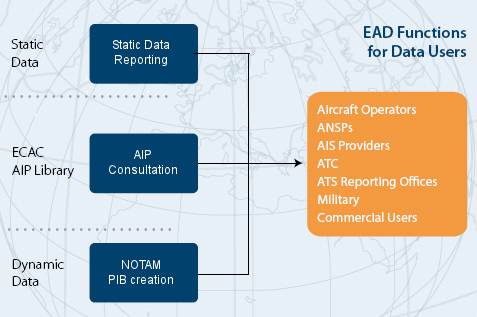 EAD Functions
for Data Users
Static
Data
Static Data
Reporting
ECAC
AIP Library
AIP
Consultation
Dynamic
Data
NOTAM
PIB creation
Aircraft Operators
ANSPs
AIS Providers
ATC
ATS Reporting Offices
Military
Commercial Users